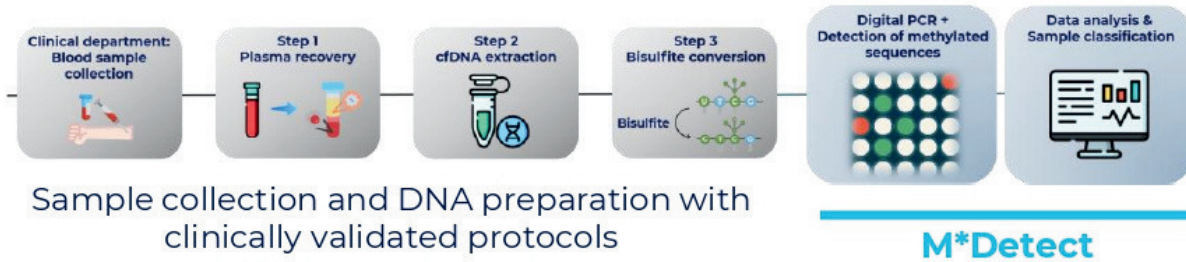 Clinical department:
Blood sample
collection
Step 1
Plasma recovery
Step 2
cfDNA extraction
Step 3
Bisulfite conversion
Bisulfite
Digital PCR +
Detection of methylated
sequences
Data analysis &
Sample classification
Sample collection and DNA preparation with
clinically validated protocols
M*Detect